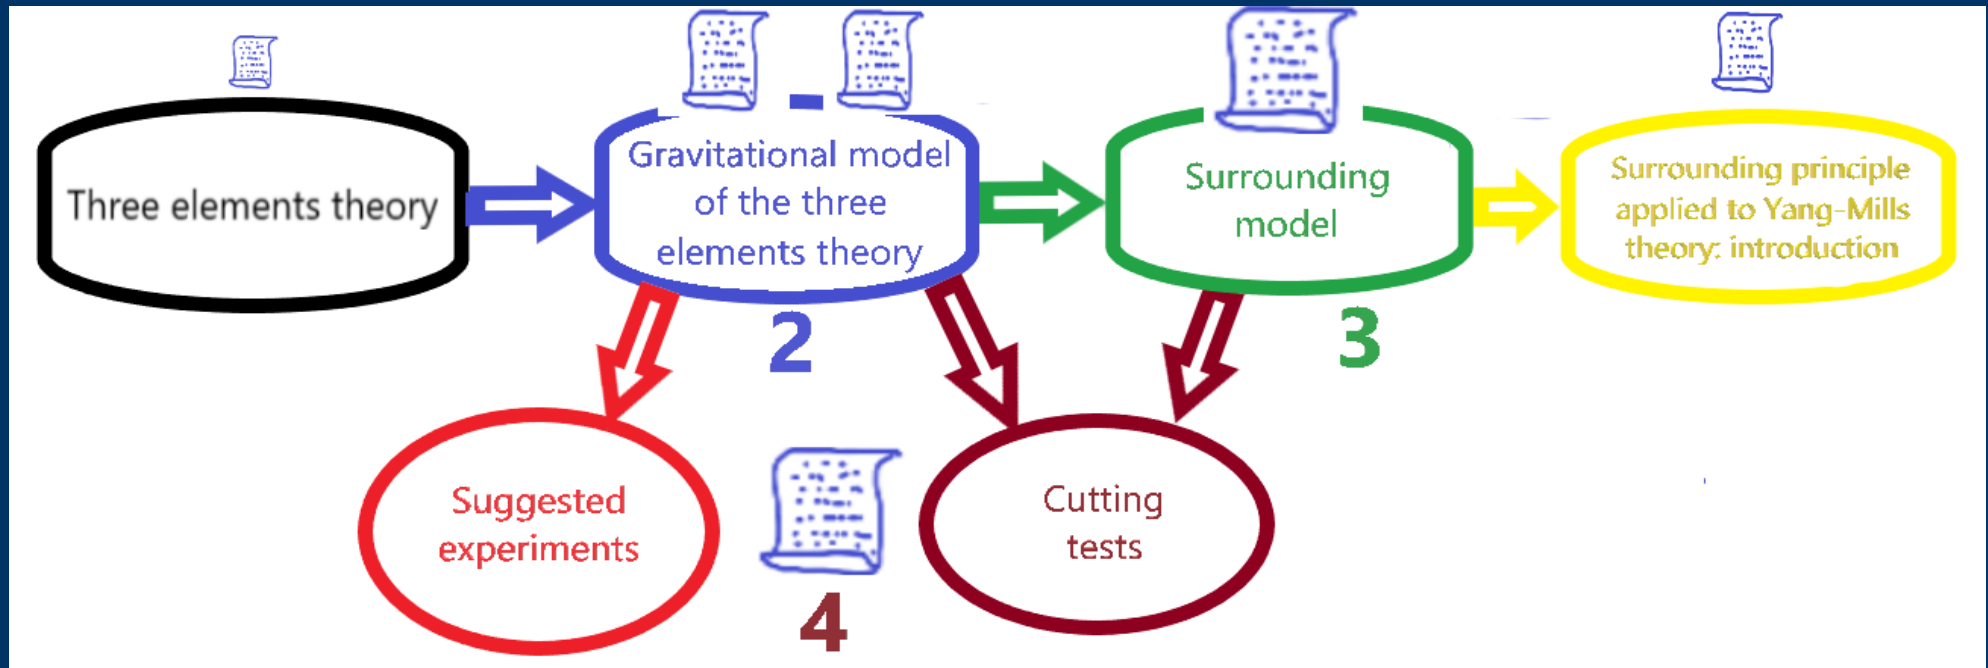 Three elements theory
Gravitational model
of the three
elements theory
2
Surrounding
model
3
Surrounding principle
applied to Yang-Mills
theory: introduction
Suggested
experiments
4
Cutting
tests